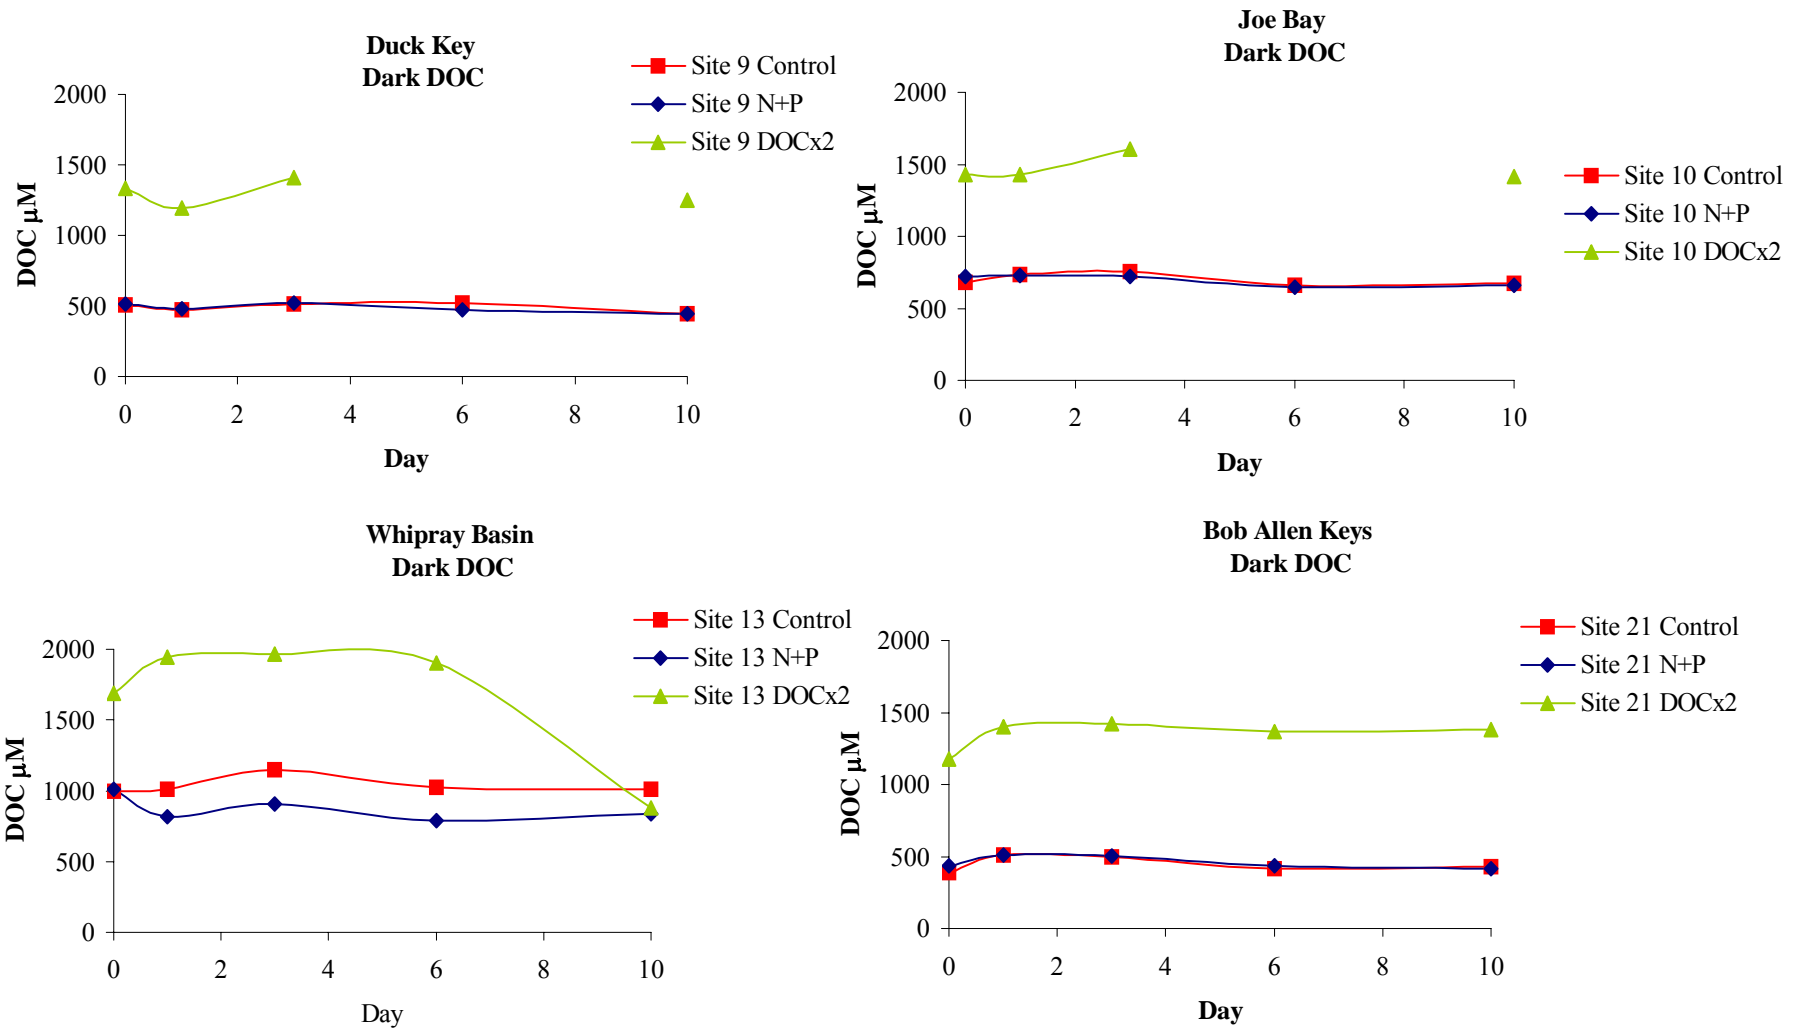 Duck Key
Dark DOC
Site 9 Control
Site 9 N+P
Site 9 DOCx2
2000
1500
1000
500
0
DOC µM
0 2 4 6 8 10
Day
Joe Bay
Dark DOC
2000
1500
1000
500
0
DOC µM
Site 10 Control
Site 10 N+P
Site 10 DOCx2
0 2 4 6 8 10
Day
Whipray Basin
Dark DOC
Site 13 Control
Site 13 N+P
Site 13 DOCx2
2000
1500
1000
500
0
DOC µM
0 2 4 6 8 10
Day
Bob Allen Keys
Dark DOC
Site 21 Control
Site 21 N+P
Site 21 DOCx2
2000
1500
1000
500
0
DOC µM
0 2 4 6 8 10
Day